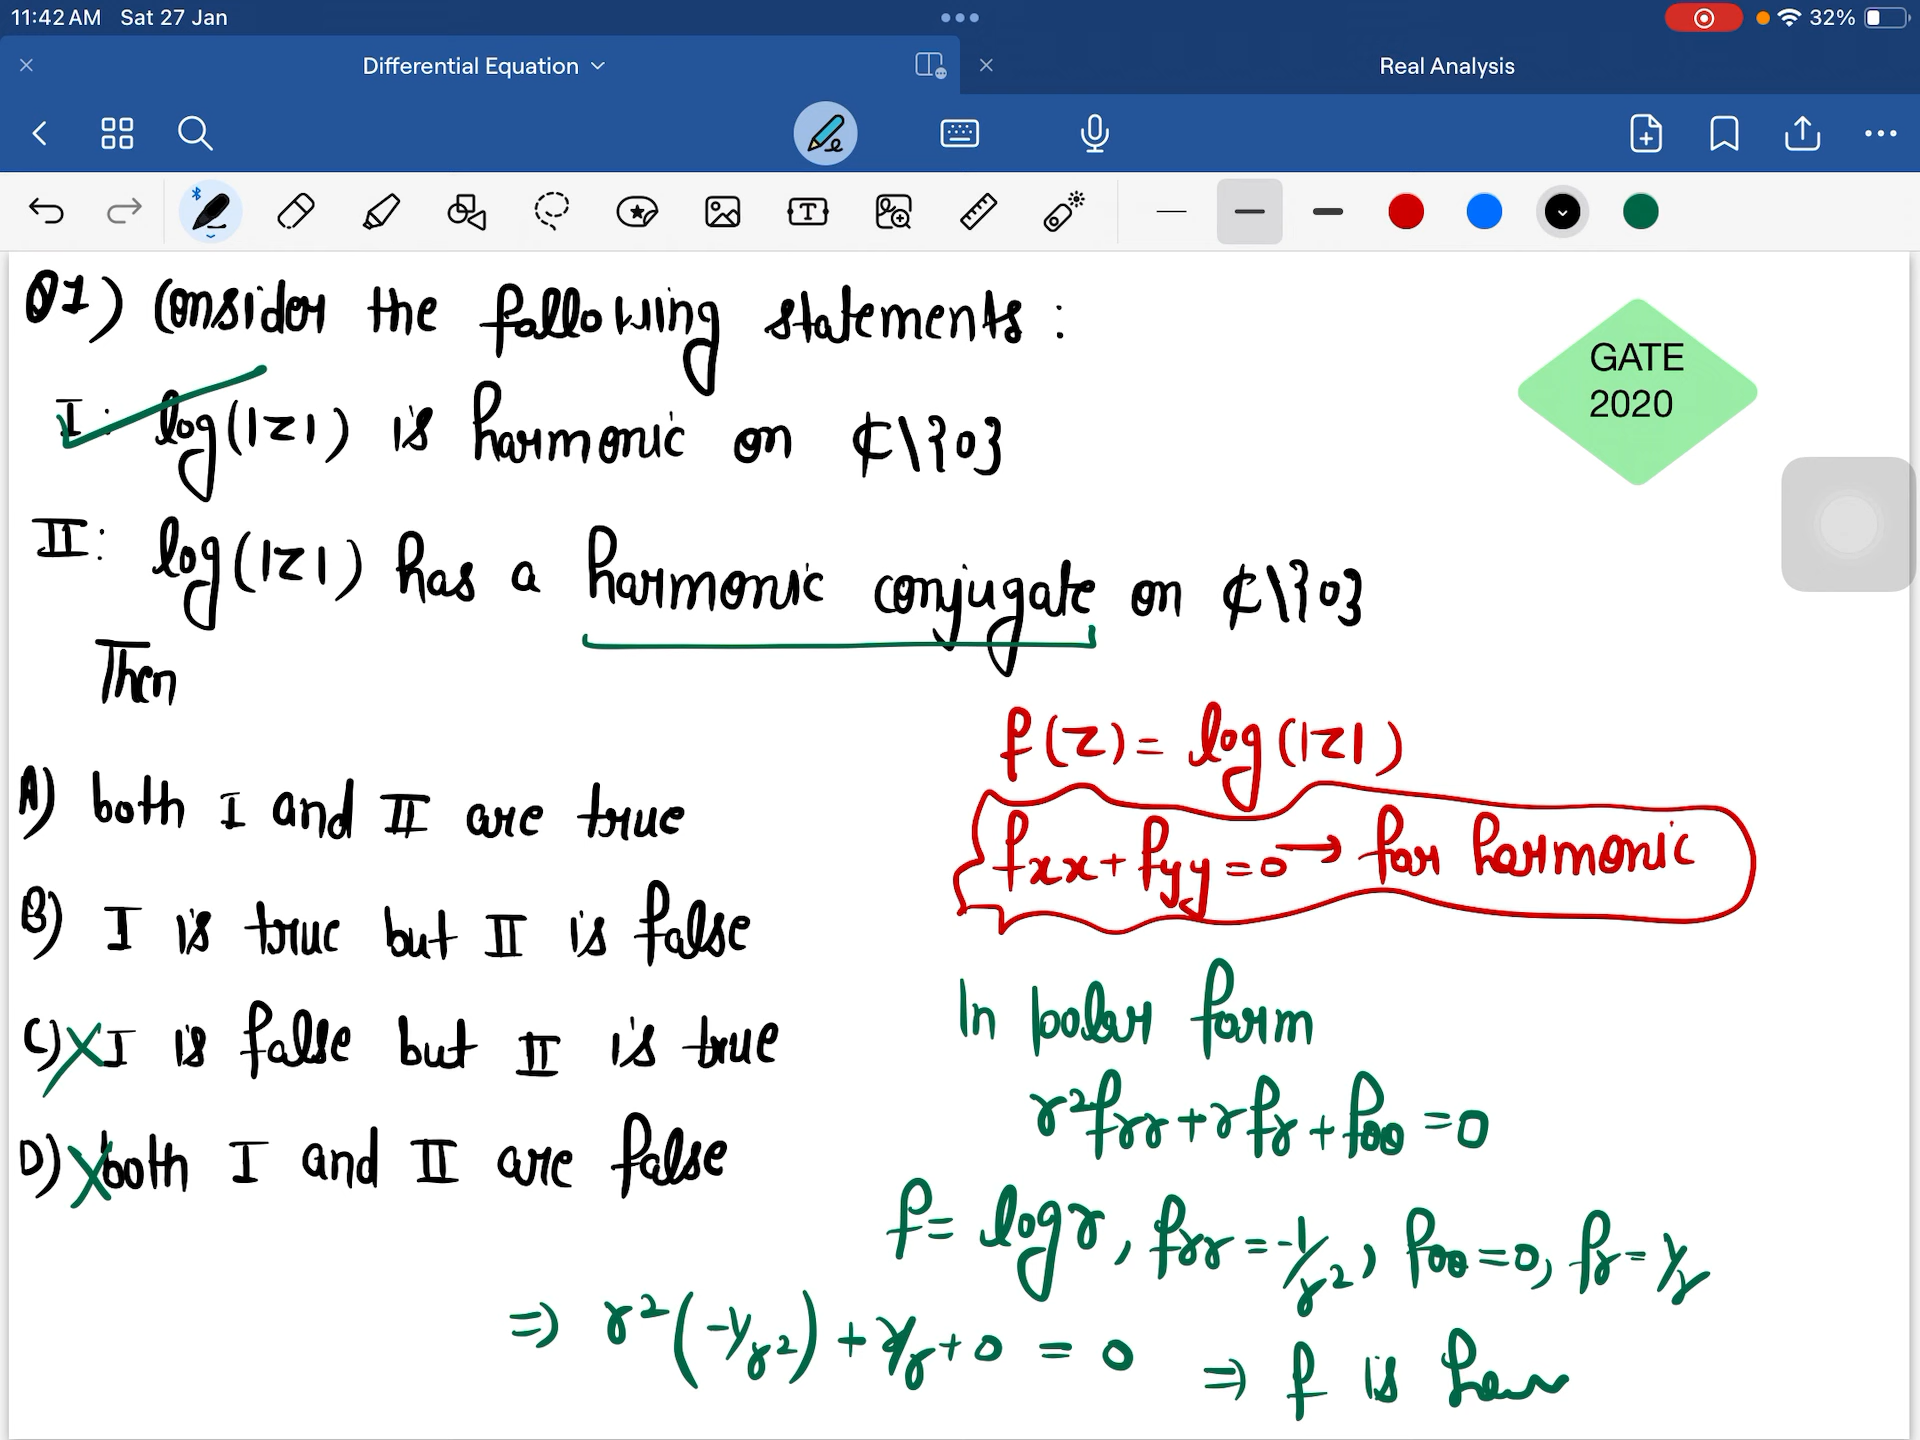 11:42 AM Sat 27 Jan
32%
Differential Equation
Real Analysis
Q1) Consider the following statements :
GATE
2020
I: log(|z|) is harmonic on ₵\{0}
II: log(|z|) has a harmonic conjugate on ₵\{0}
Then
f(z) = log(|z|)
A) both I and II are true
fxx + fyy = 0 → for harmonic
B) I is true but II is false
In polar form
C) I is false but II is true
r²frr + rfr + fθθ = 0
D) both I and II are false
f = log r, frr = -1/r², fθθ = 0, fr = 1/r
⇒ r²(-1/r²) + r/r + 0 = 0 ⇒ f is